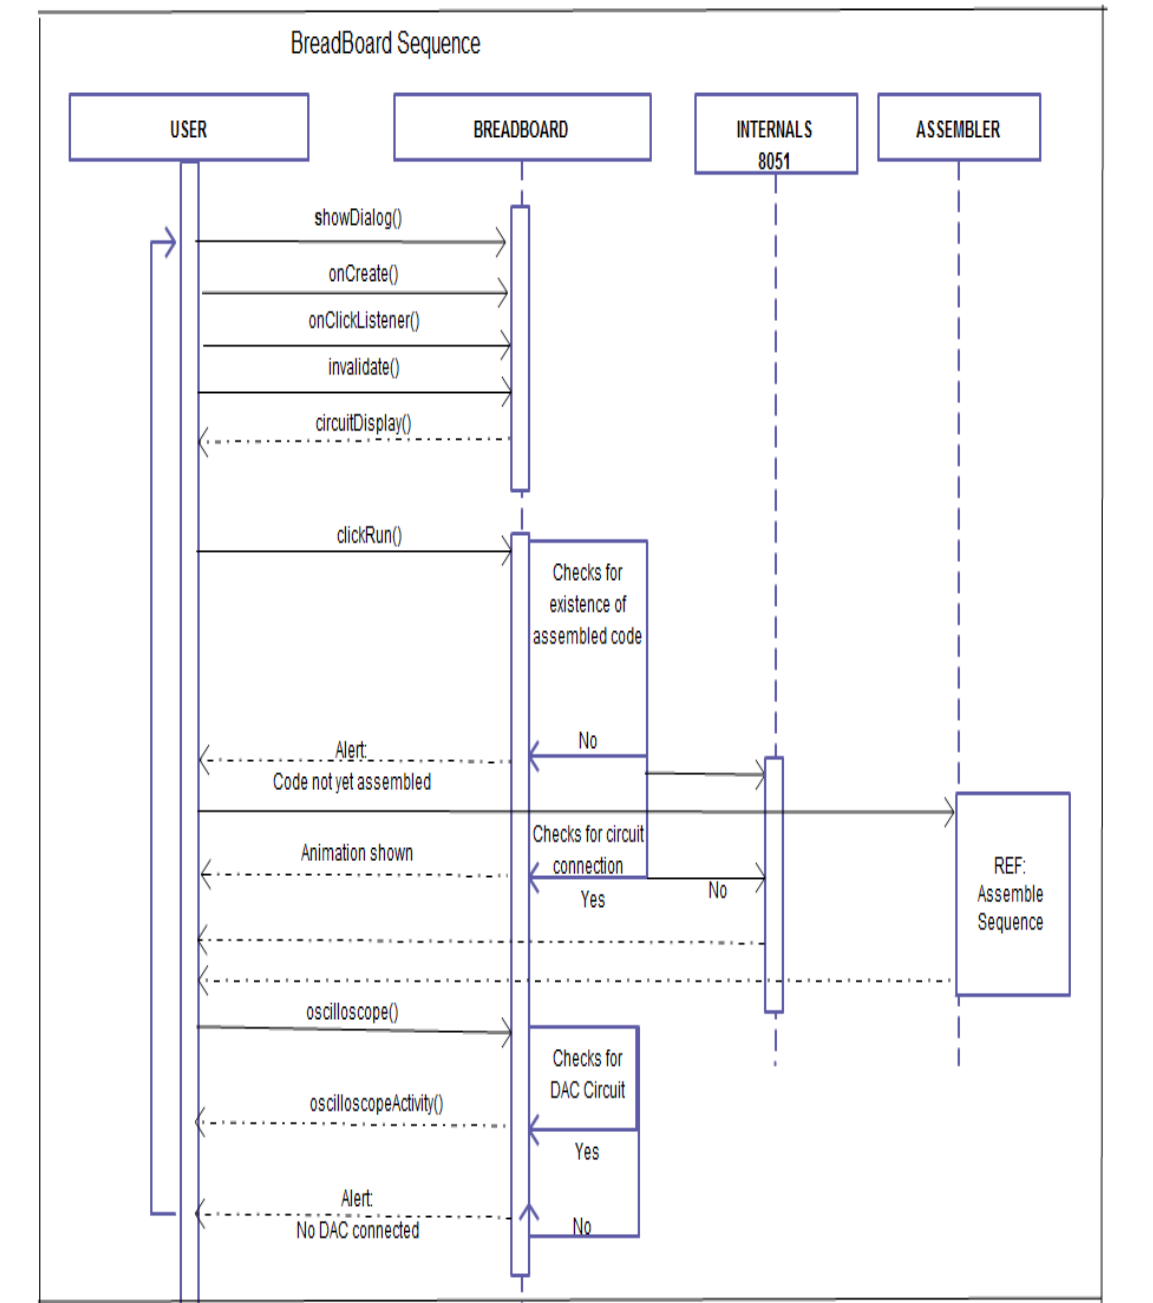 BreadBoard Sequence
USER
BREADBOARD
INTERNALS
8051
ASSEMBLER
showDialog()
onCreate()
onClickListener()
invalidate()
circuitDisplay()
clickRun()
Checks for
existence of
assembled code
No
Alert:
Code not yet assembled
Checks for circuit
connection
Animation shown
Yes
No
REF:
Assemble
Sequence
oscilloscope()
Checks for
DAC Circuit
oscilloscopeActivity()
Yes
Alert:
No DAC connected
No